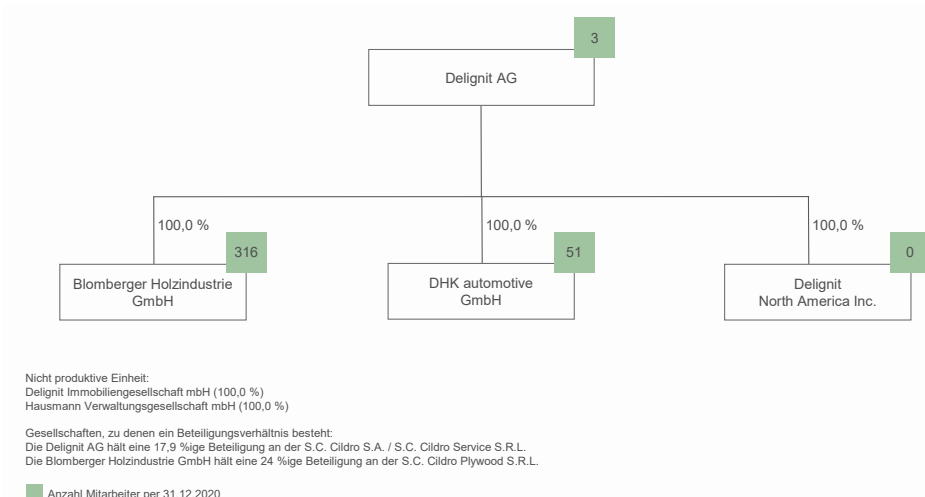 3
Delignit AG
100,0 %
100,0 %
100,0 %
316
51
0
Blomberger Holzindustrie
GmbH
DHK automotive
GmbH
Delignit
North America Inc.
Nicht produktive Einheit:
Delignit Immobiliengesellschaft mbH (100,0 %)
Hausmann Verwaltungsgesellschaft mbH (100,0 %)
Gesellschaften, zu denen ein Beteiligungsverhältnis besteht:
Die Delignit AG hält eine 17,9 %ige Beteiligung an der S.C. Cildro S.A. / S.C. Cildro Service S.R.L.
Die Blomberger Holzindustrie GmbH hält eine 24 %ige Beteiligung an der S.C. Cildro Plywood S.R.L.
Anzahl Mitarbeiter per 31.12.2020